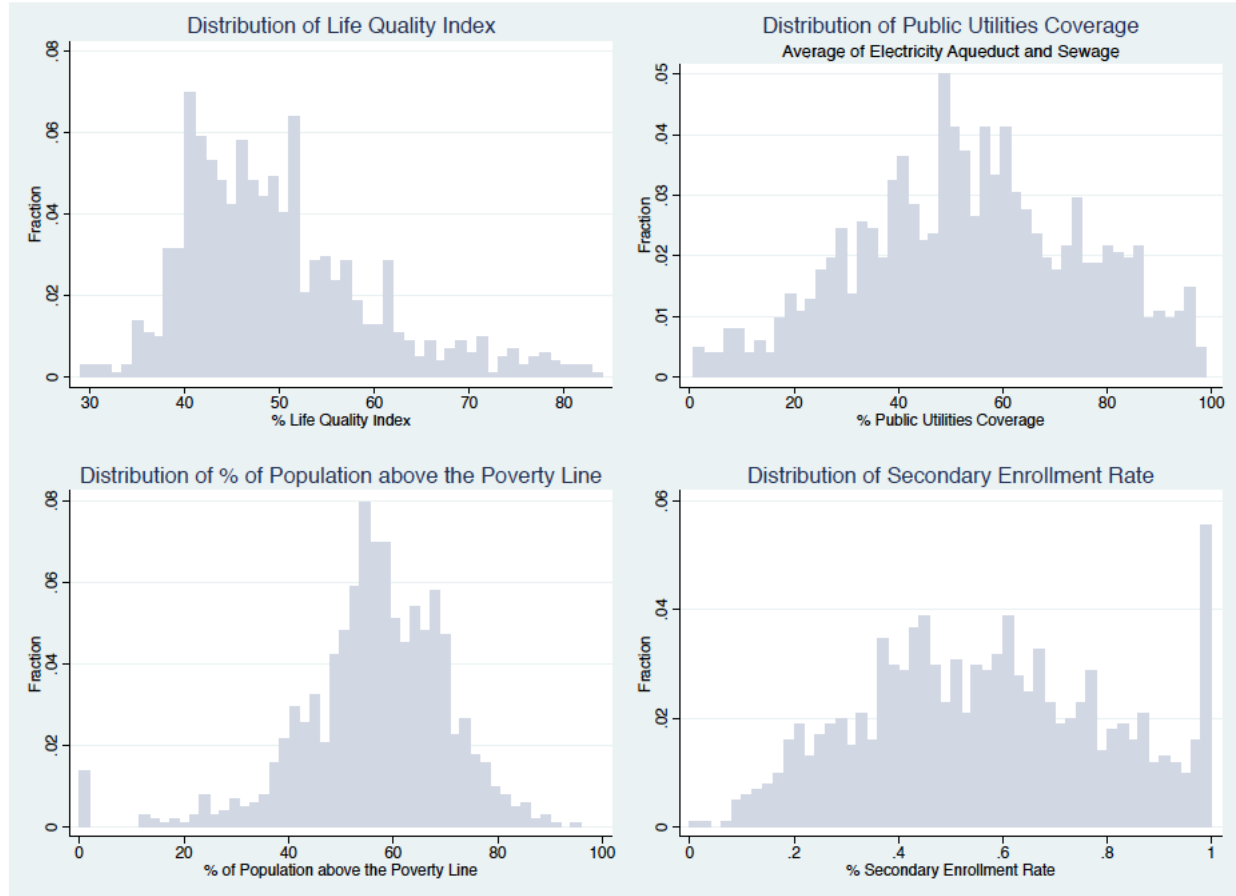 Distribution of Life Quality Index
.08
.06
.04
.02
0
Fraction
30 40 50 60 70 80
% Life Quality Index
Distribution of Public Utilities Coverage
Average of Electricity Aqueduct and Sewage
.05
.04
.03
.02
.01
0
Fraction
0 20 40 60 80 100
% Public Utilities Coverage
Distribution of % of Population above the Poverty Line
.08
.06
.04
.02
0
Fraction
0 20 40 60 80 100
% of Population above the Poverty Line
Distribution of Secondary Enrollment Rate
.06
.04
.02
0
Fraction
0 .2 .4 .6 .8 1
% Secondary Enrollment Rate